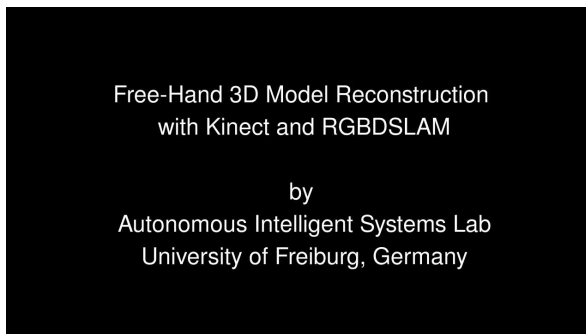 Free-Hand 3D Model Reconstruction
with Kinect and RGBDSLAM
by
Autonomous Intelligent Systems Lab
University of Freiburg, Germany